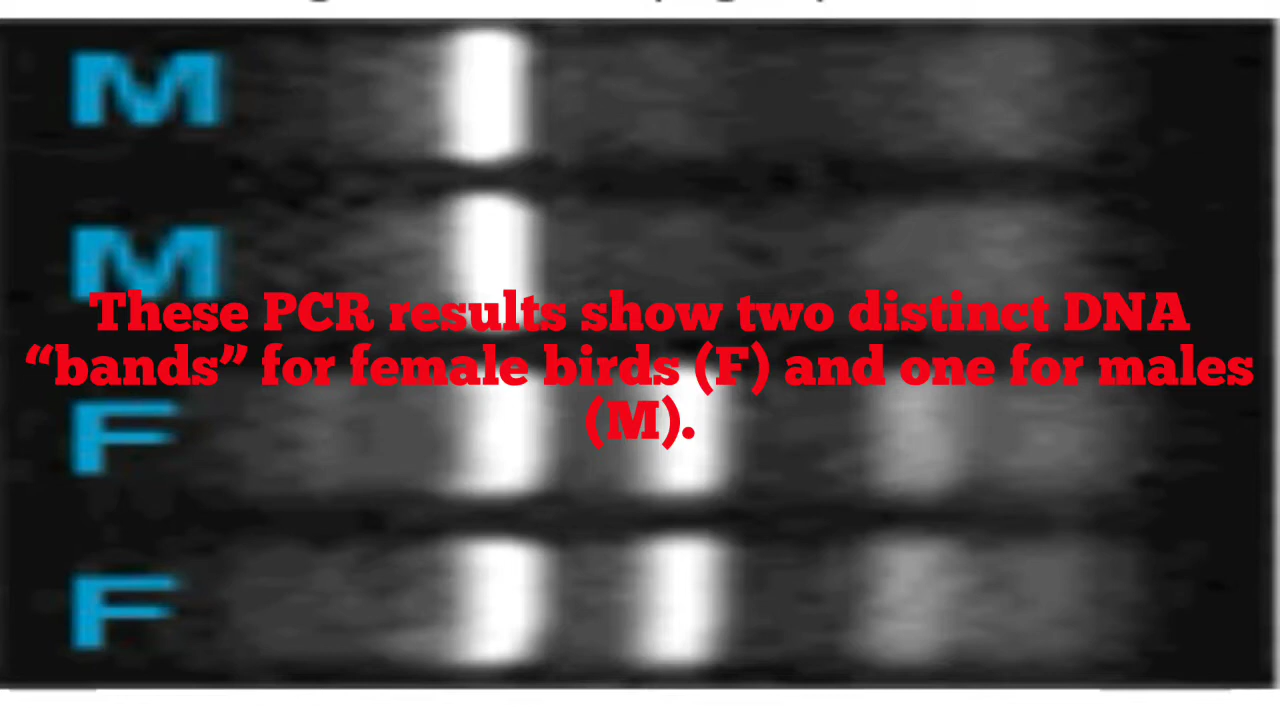 M
M
These PCR results show two distinct DNA
“bands” for female birds (F) and one for males
(M).
F
F